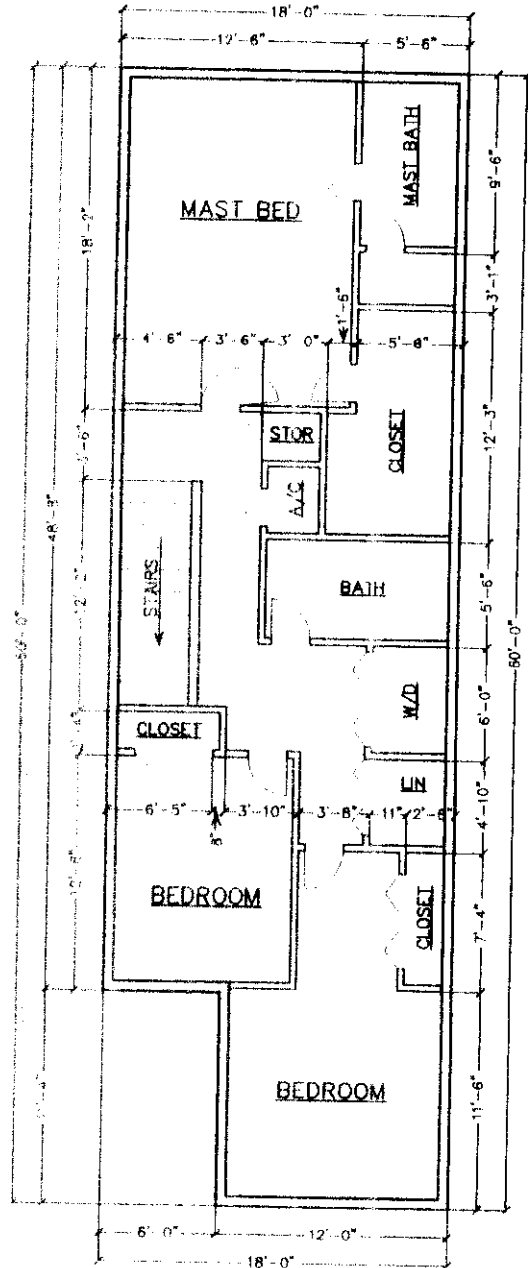 18'-0"
12'-6"
5'-6"
MAST BATH
9'-6"
MAST BED
18'-2"
3'-1"
1'-6"
4'-6"
3'-6"
3'-0"
5'-6"
STOR
CLOSET
12'-3"
A/C
48'-8"
60'-0"
STAIRS
BATH
5'-6"
60'-0"
W/D
6'-0"
CLOSET
LIN
4'-10"
6'-5"
8"
3'-10"
3'-8"
11"
2'-6"
BEDROOM
CLOSET
7'-4"
BEDROOM
11'-6"
6'-0"
12'-0"
18'-0"